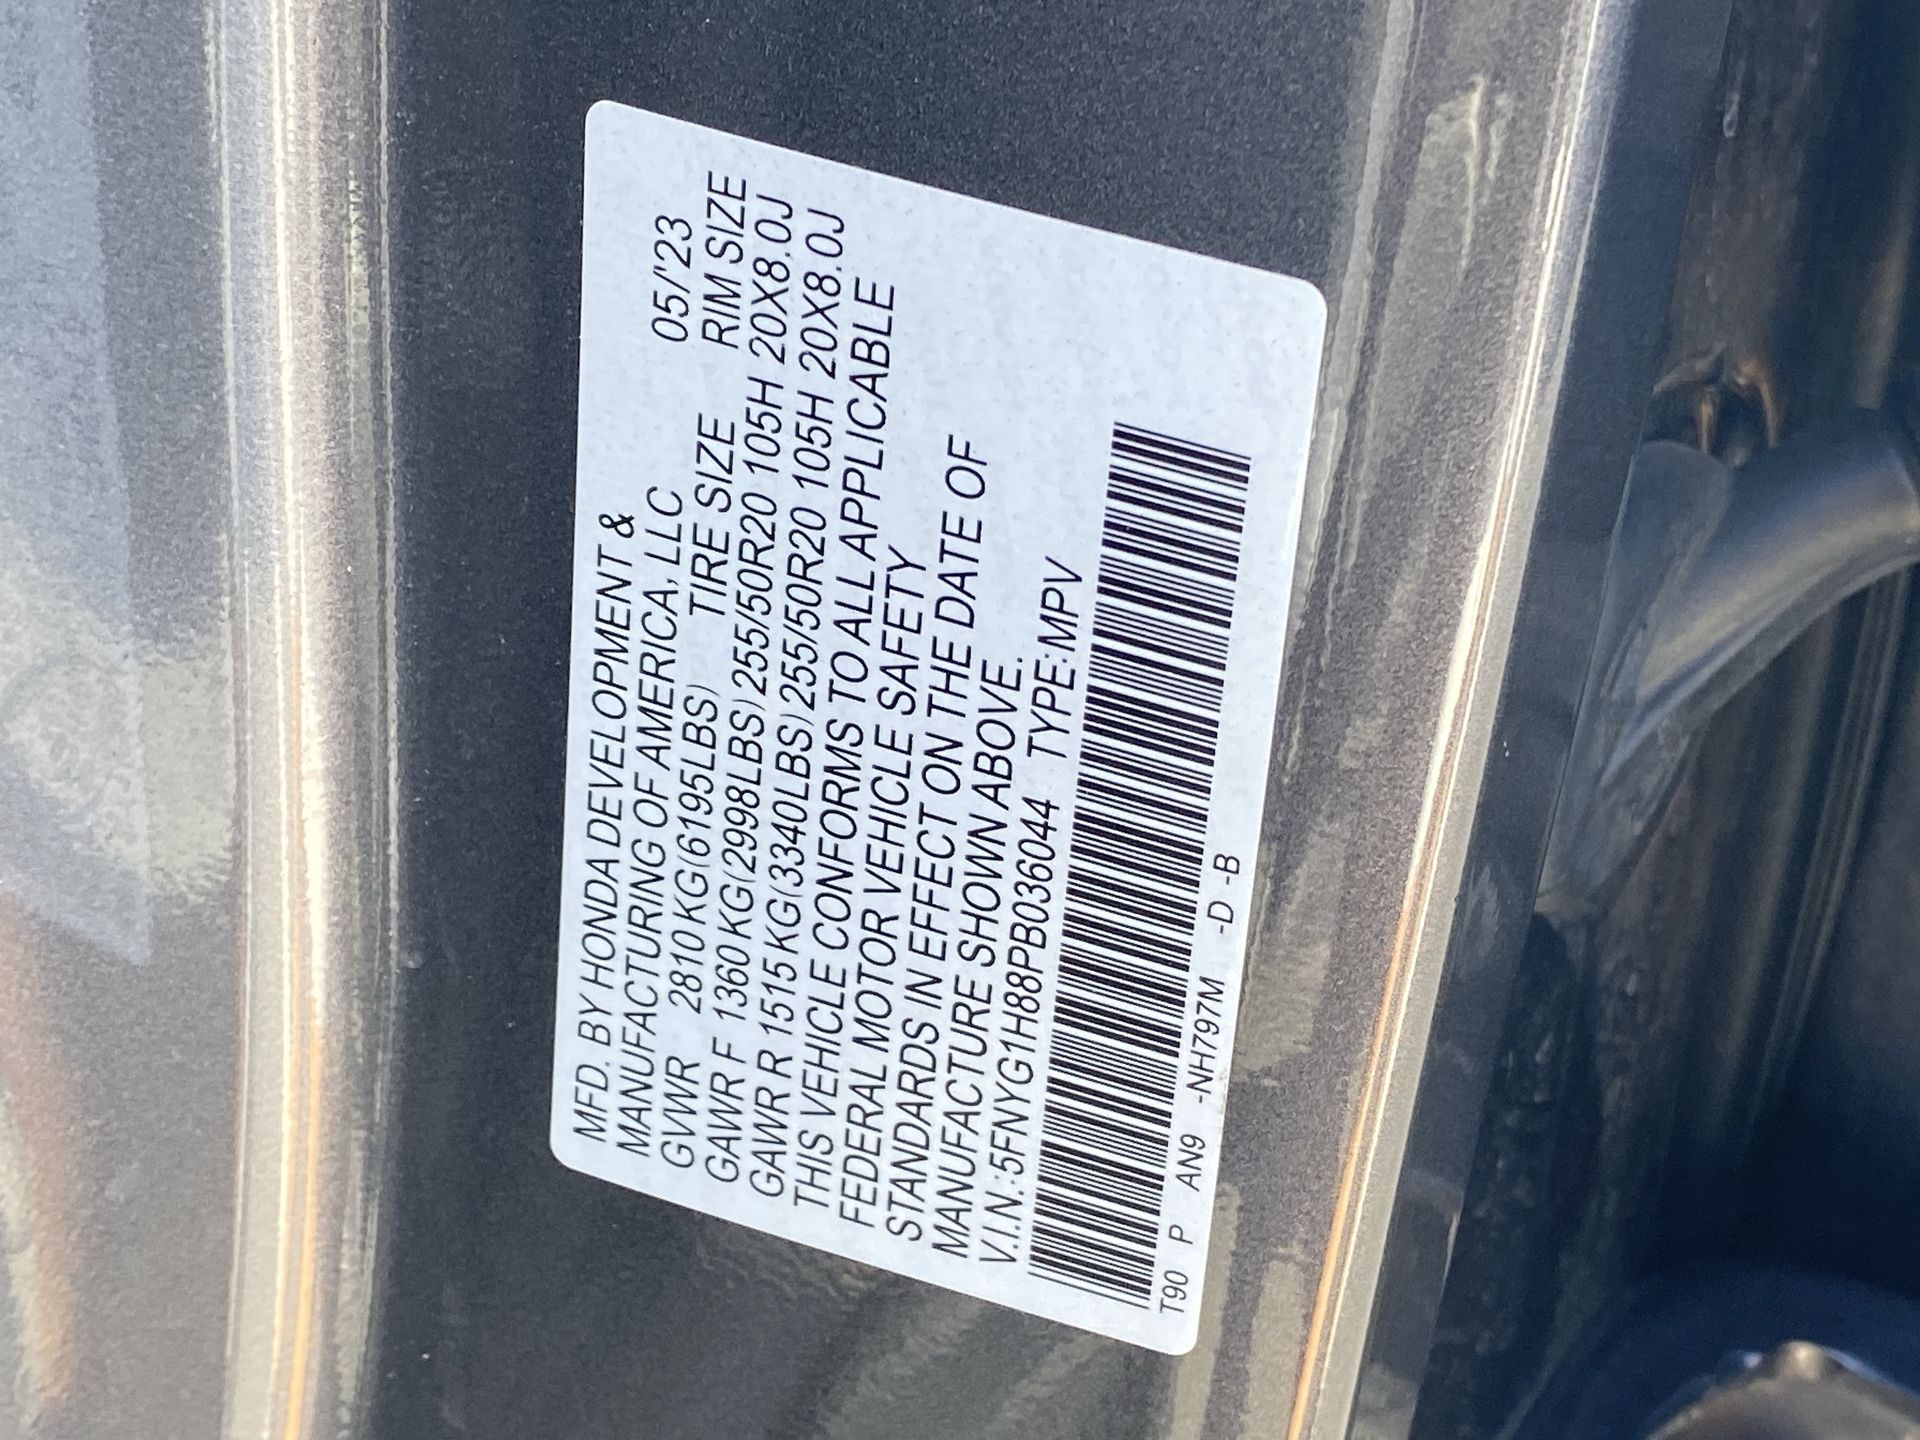 MFD. BY HONDA DEVELOPMENT &
MANUFACTURING OF AMERICA, LLC 05/'23
GVWR 2810 KG(6195LBS) TIRE SIZE RIM SIZE
GAWR F 1360 KG(2998LBS) 255/50R20 105H 20X8.0J
GAWR R 1515 KG(3340LBS) 255/50R20 105H 20X8.0J
THIS VEHICLE CONFORMS TO ALL APPLICABLE
FEDERAL MOTOR VEHICLE SAFETY
STANDARDS IN EFFECT ON THE DATE OF
MANUFACTURE SHOWN ABOVE.
V.I.N.:5FNYG1H88PB036044 TYPE:MPV
T90 P AN9 -NH797M -D -B